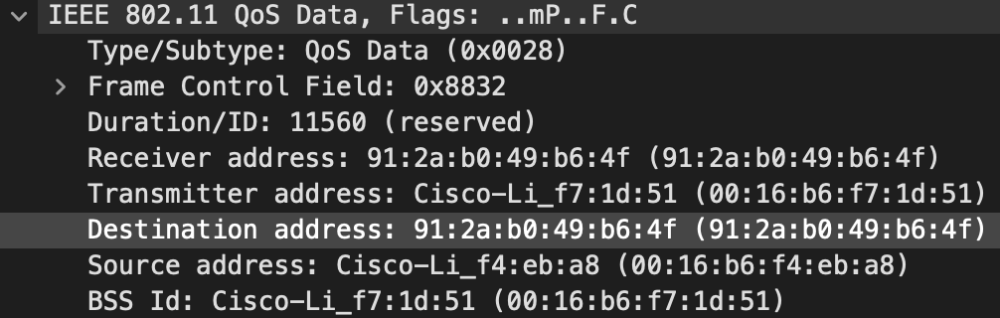 IEEE 802.11 QoS Data, Flags: ..mP..F.C
Type/Subtype: QoS Data (0x0028)
Frame Control Field: 0x8832
Duration/ID: 11560 (reserved)
Receiver address: 91:2a:b0:49:b6:4f (91:2a:b0:49:b6:4f)
Transmitter address: Cisco-Li_f7:1d:51 (00:16:b6:f7:1d:51)
Destination address: 91:2a:b0:49:b6:4f (91:2a:b0:49:b6:4f)
Source address: Cisco-Li_f4:eb:a8 (00:16:b6:f4:eb:a8)
BSS Id: Cisco-Li_f7:1d:51 (00:16:b6:f7:1d:51)